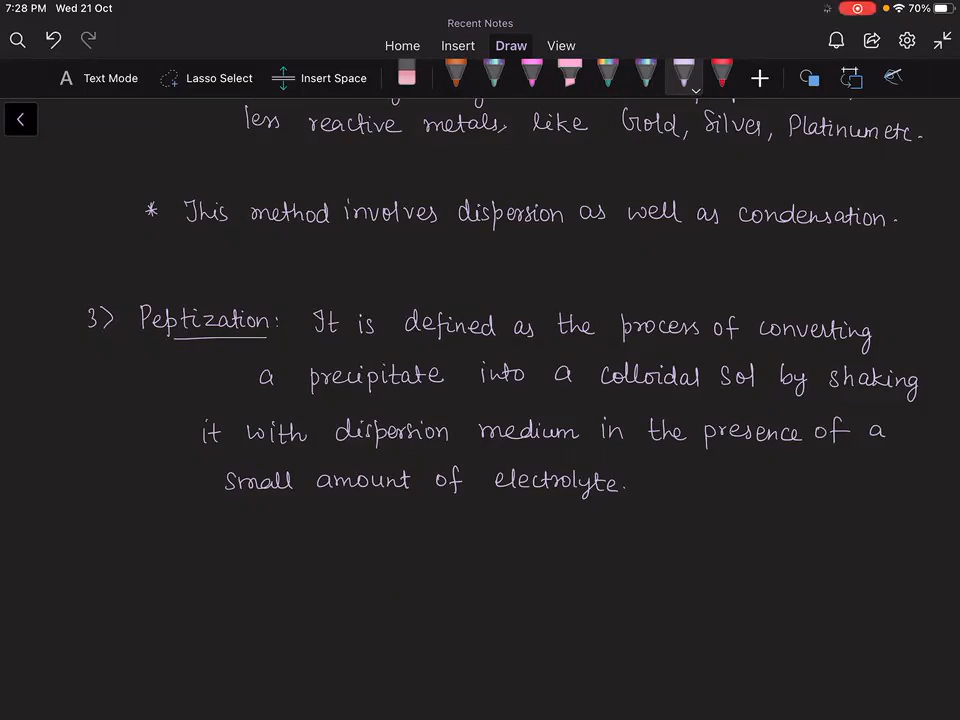 7:28 PM Wed 21 Oct
70%
Recent Notes
Home Insert Draw View
A Text Mode Lasso Select Insert Space
less reactive metals, like Gold, Silver, Platinum etc.
* This method involves dispersion as well as condensation.
3) Peptization: It is defined as the process of converting
a precipitate into a colloidal sol by shaking
it with dispersion medium in the presence of a
small amount of electrolyte.